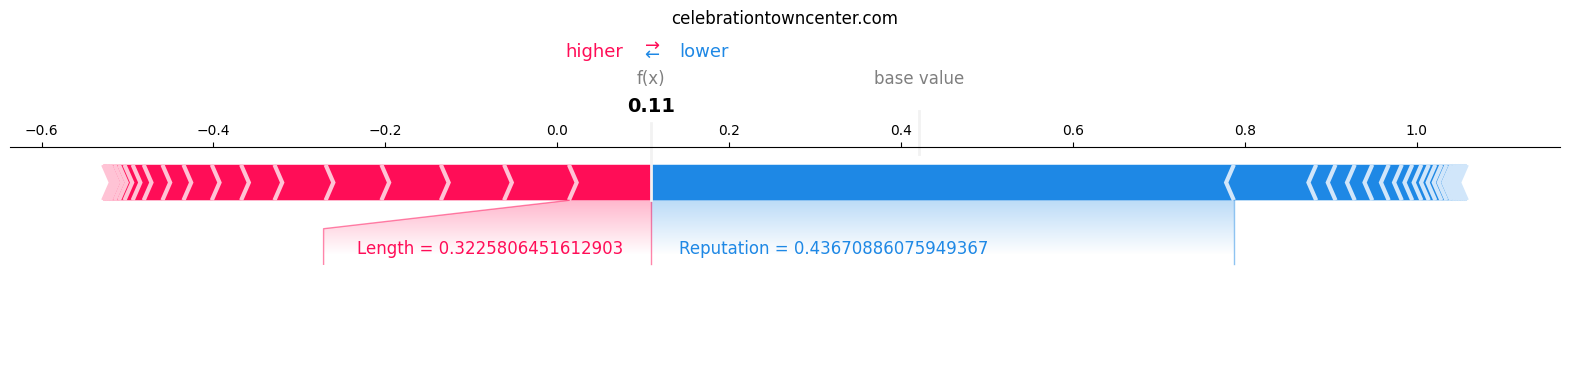 celebrationtowncenter.com
higher → ← lower
f(x) base value
0.11
−0.6 −0.4 −0.2 0.0 0.2 0.4 0.6 0.8 1.0
Length = 0.3225806451612903 Reputation = 0.43670886075949367